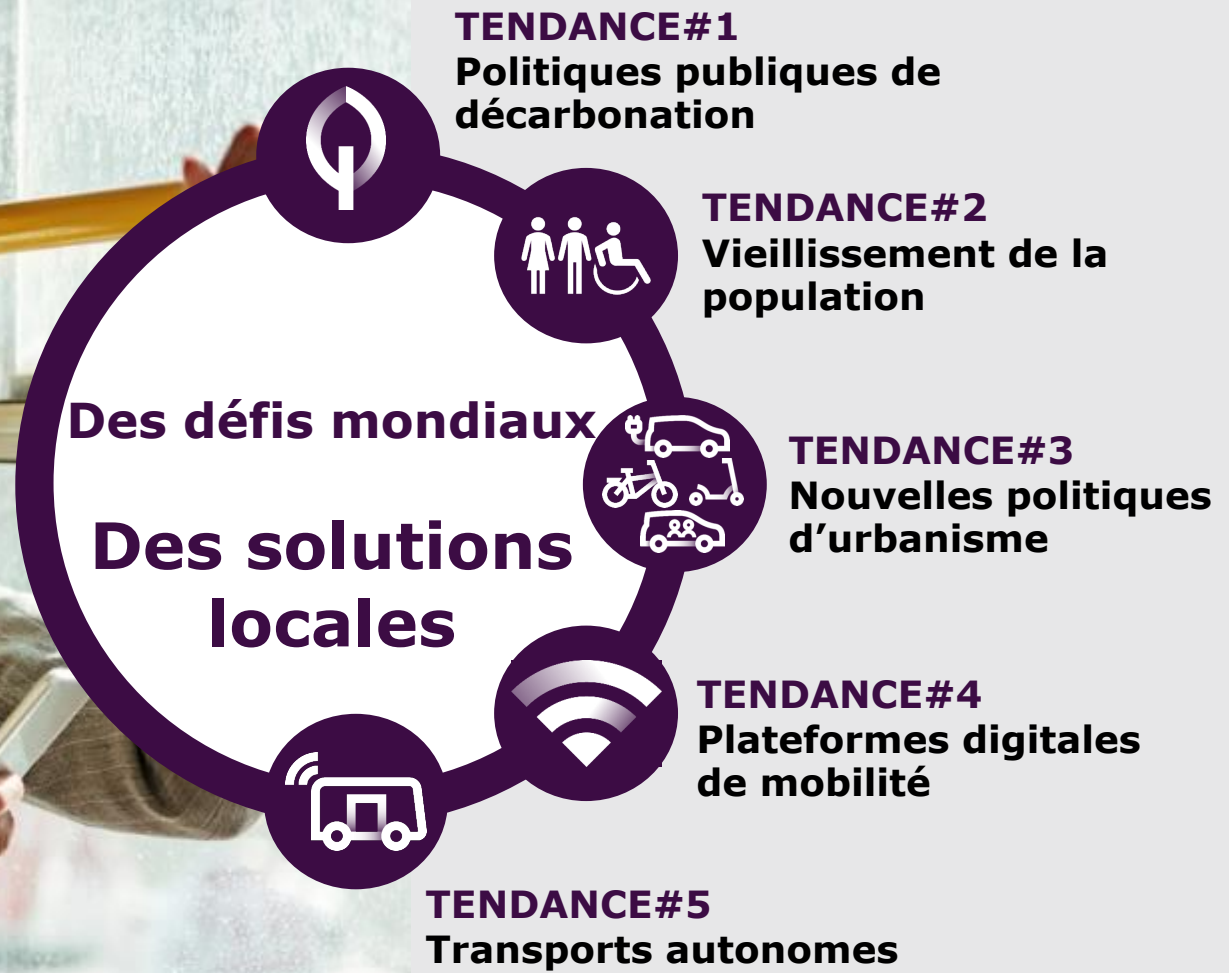 TENDANCE#1
Politiques publiques de
décarbonation
TENDANCE#2
Vieillissement de la
population
Des défis mondiaux
Des solutions
locales
TENDANCE#3
Nouvelles politiques
d’urbanisme
TENDANCE#4
Plateformes digitales
de mobilité
TENDANCE#5
Transports autonomes